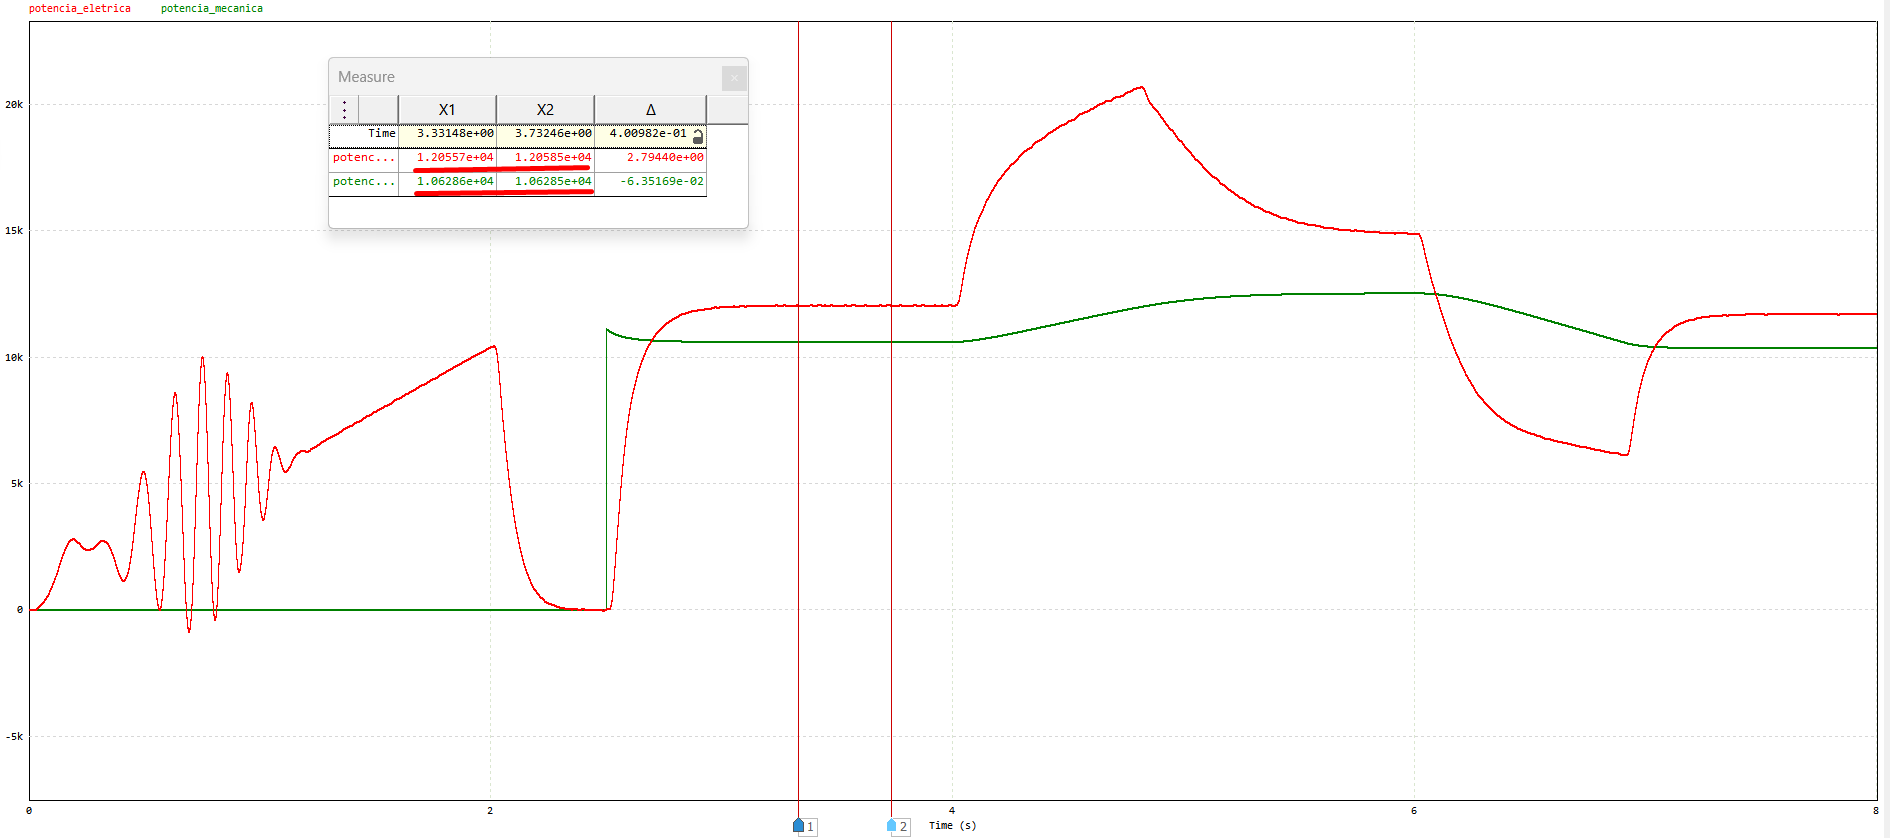 potencia_eletrica potencia_mecanica
Measure
X1 X2 Δ
Time 3.33148e+00 3.73246e+00 4.00982e-01
potenc... 1.20557e+04 1.20585e+04 2.79440e+00
potenc... 1.06286e+04 1.06285e+04 -6.35169e-02
20k
15k
10k
5k
0
-5k
0 2 4 6 8
1 2 Time (s)